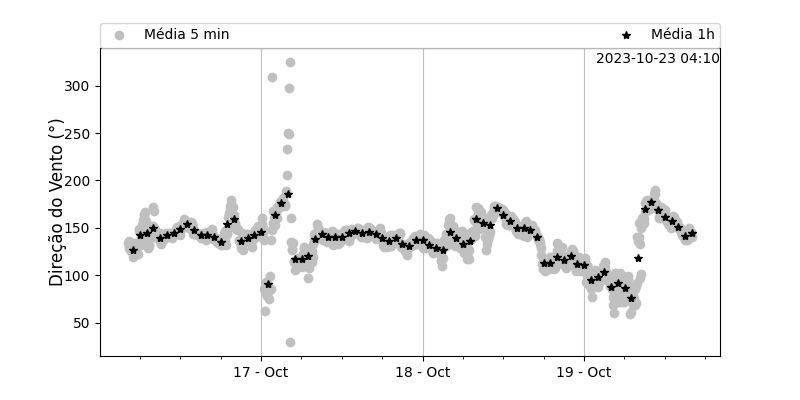 Média 5 min
Média 1h
2023-10-23 04:10
Direção do Vento (°)
300
250
200
150
100
50
17 - Oct
18 - Oct
19 - Oct